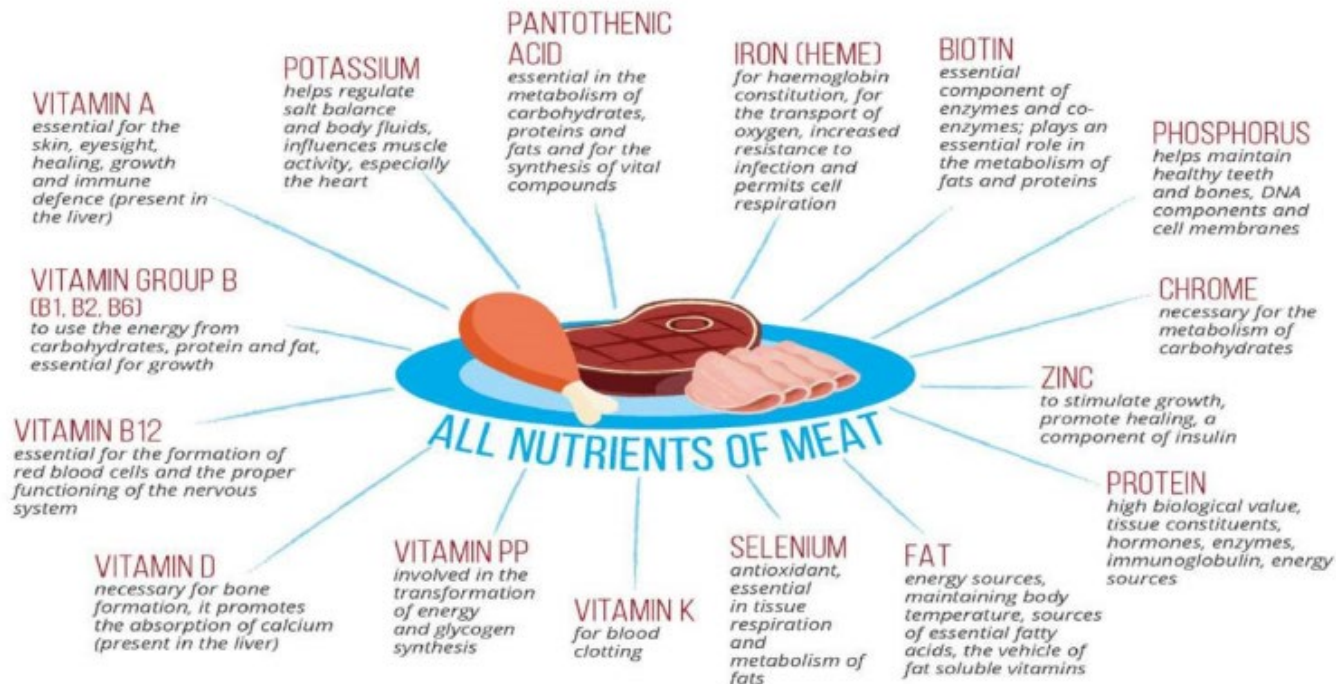 VITAMIN A
essential for the
skin, eyesight,
healing, growth
and immune
defence (present in
the liver)
POTASSIUM
helps regulate
salt balance
and body fluids,
influences muscle
activity, especially
the heart
PANTOTHENIC
ACID
essential in the
metabolism of
carbohydrates,
proteins and
fats and for the
synthesis of vital
compounds
IRON (HEME)
for haemoglobin
constitution, for
the transport of
oxygen, increased
resistance to
infection and
permits cell
respiration
BIOTIN
essential
component of
enzymes and co-
enzymes; plays an
essential role in
the metabolism of
fats and proteins
PHOSPHORUS
helps maintain
healthy teeth
and bones, DNA
components and
cell membranes
VITAMIN GROUP B
(B1, B2, B6)
to use the energy from
carbohydrates, protein and fat,
essential for growth
CHROME
necessary for the
metabolism of
carbohydrates
ZINC
to stimulate growth,
promote healing, a
component of insulin
VITAMIN B12
essential for the formation of
red blood cells and the proper
functioning of the nervous
system
ALL NUTRIENTS OF MEAT
PROTEIN
high biological value,
tissue constituents,
hormones, enzymes,
immunoglobulin, energy
sources
VITAMIN D
necessary for bone
formation, it promotes
the absorption of calcium
(present in the liver)
VITAMIN PP
involved in the
transformation
of energy
and glycogen
synthesis
VITAMIN K
for blood
clotting
SELENIUM
antioxidant,
essential
in tissue
respiration
and
metabolism of
fats
FAT
energy sources,
maintaining body
temperature, sources
of essential fatty
acids, the vehicle of
fat soluble vitamins